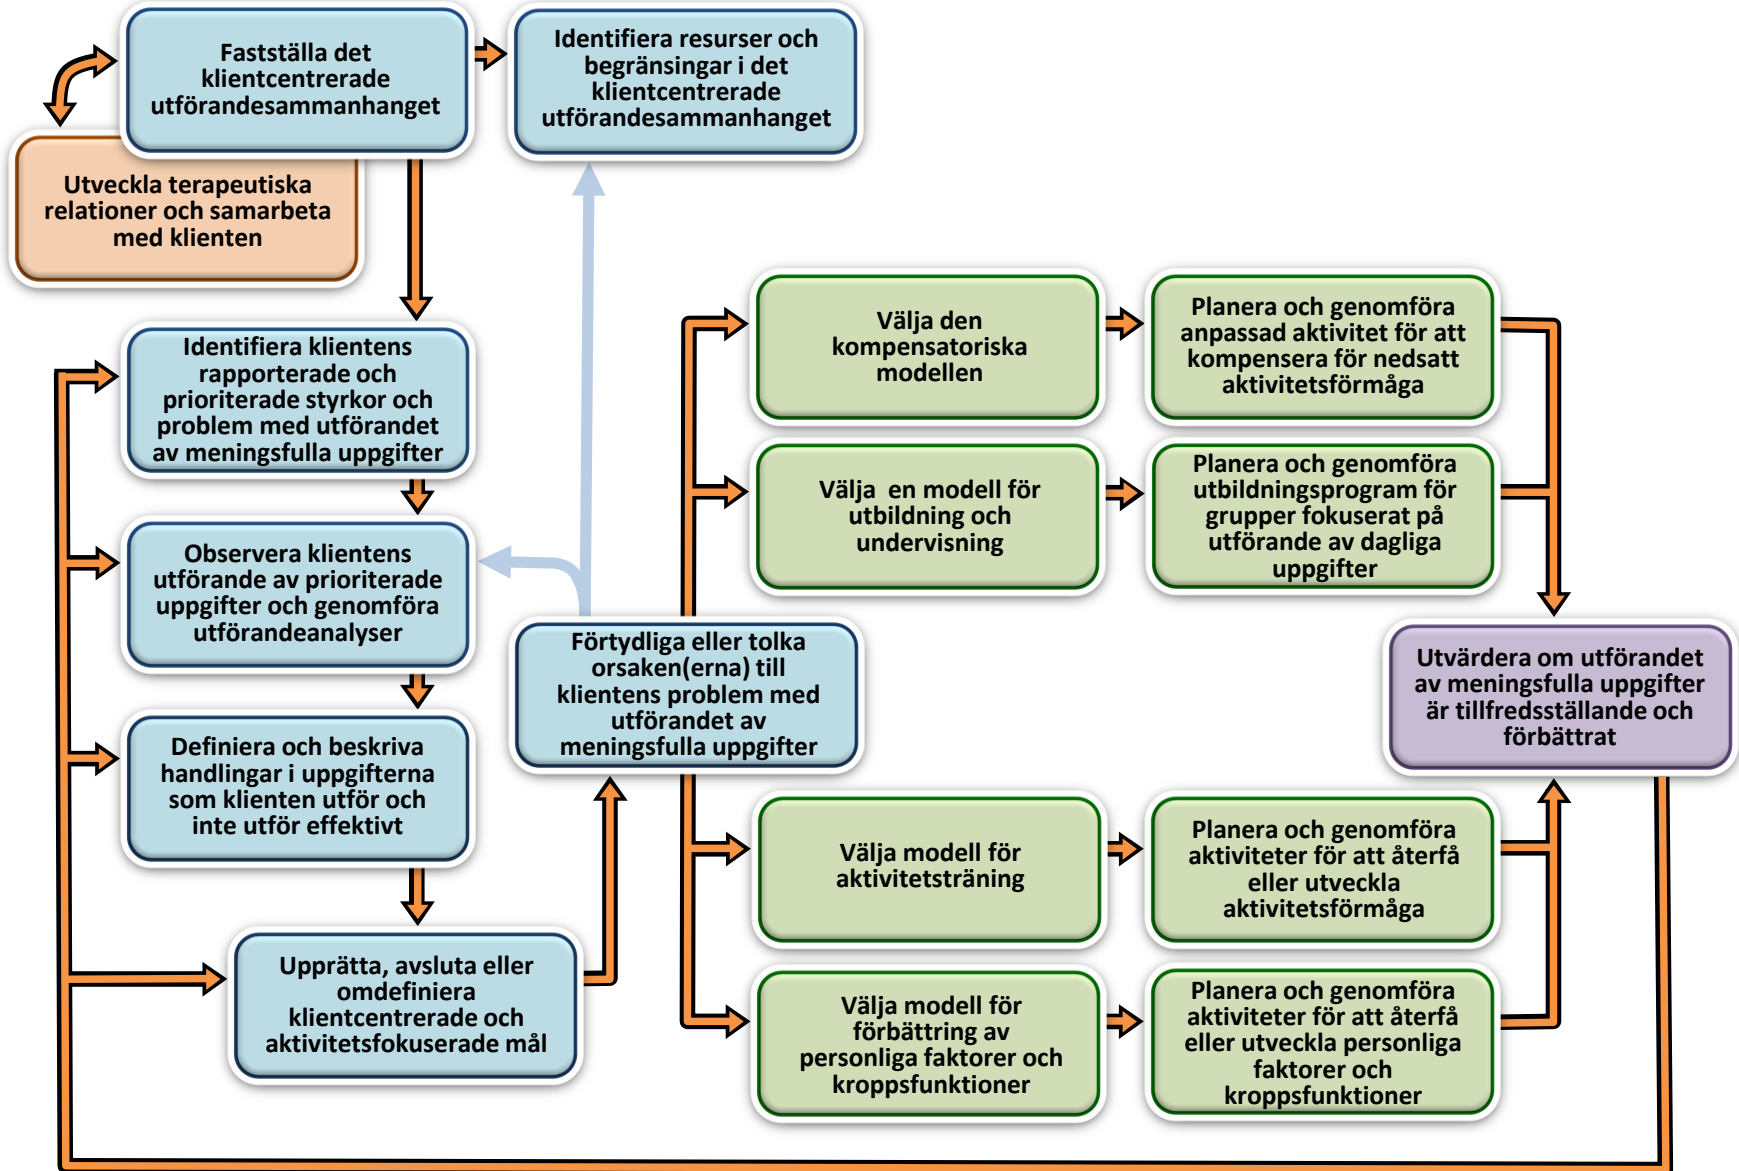 Fastställa det
klientcentrerade
utförandesammanhanget
Identifiera resurser och
begränsingar i det
klientcentrerade
utförandesammanhanget
Utveckla terapeutiska
relationer och samarbeta
med klienten
Identifiera klientens
rapporterade och
prioriterade styrkor och
problem med utförandet
av meningsfulla uppgifter
Observera klientens
utförande av prioriterade
uppgifter och genomföra
utförandeanalyser
Definiera och beskriva
handlingar i uppgifterna
som klienten utför och
inte utför effektivt
Upprätta, avsluta eller
omdefiniera
klientcentrerade och
aktivitetsfokuserade mål
Förtydliga eller tolka
orsaken(erna) till
klientens problem med
utförandet av
meningsfulla uppgifter
Välja den
kompensatoriska
modellen
Planera och genomföra
anpassad aktivitet för att
kompensera för nedsatt
aktivitetsförmåga
Välja en modell för
utbildning och
undervisning
Planera och genomföra
utbildningsprogram för
grupper fokuserat på
utförande av dagliga
uppgifter
Välja modell för
aktivitetsträning
Planera och genomföra
aktiviteter för att återfå
eller utveckla
aktivitetsförmåga
Välja modell för
förbättring av
personliga faktorer och
kroppsfunktioner
Planera och genomföra
aktiviteter för att återfå
eller utveckla personliga
faktorer och
kroppsfunktioner
Utvärdera om utförandet
av meningsfulla uppgifter
är tillfredsställande och
förbättrat